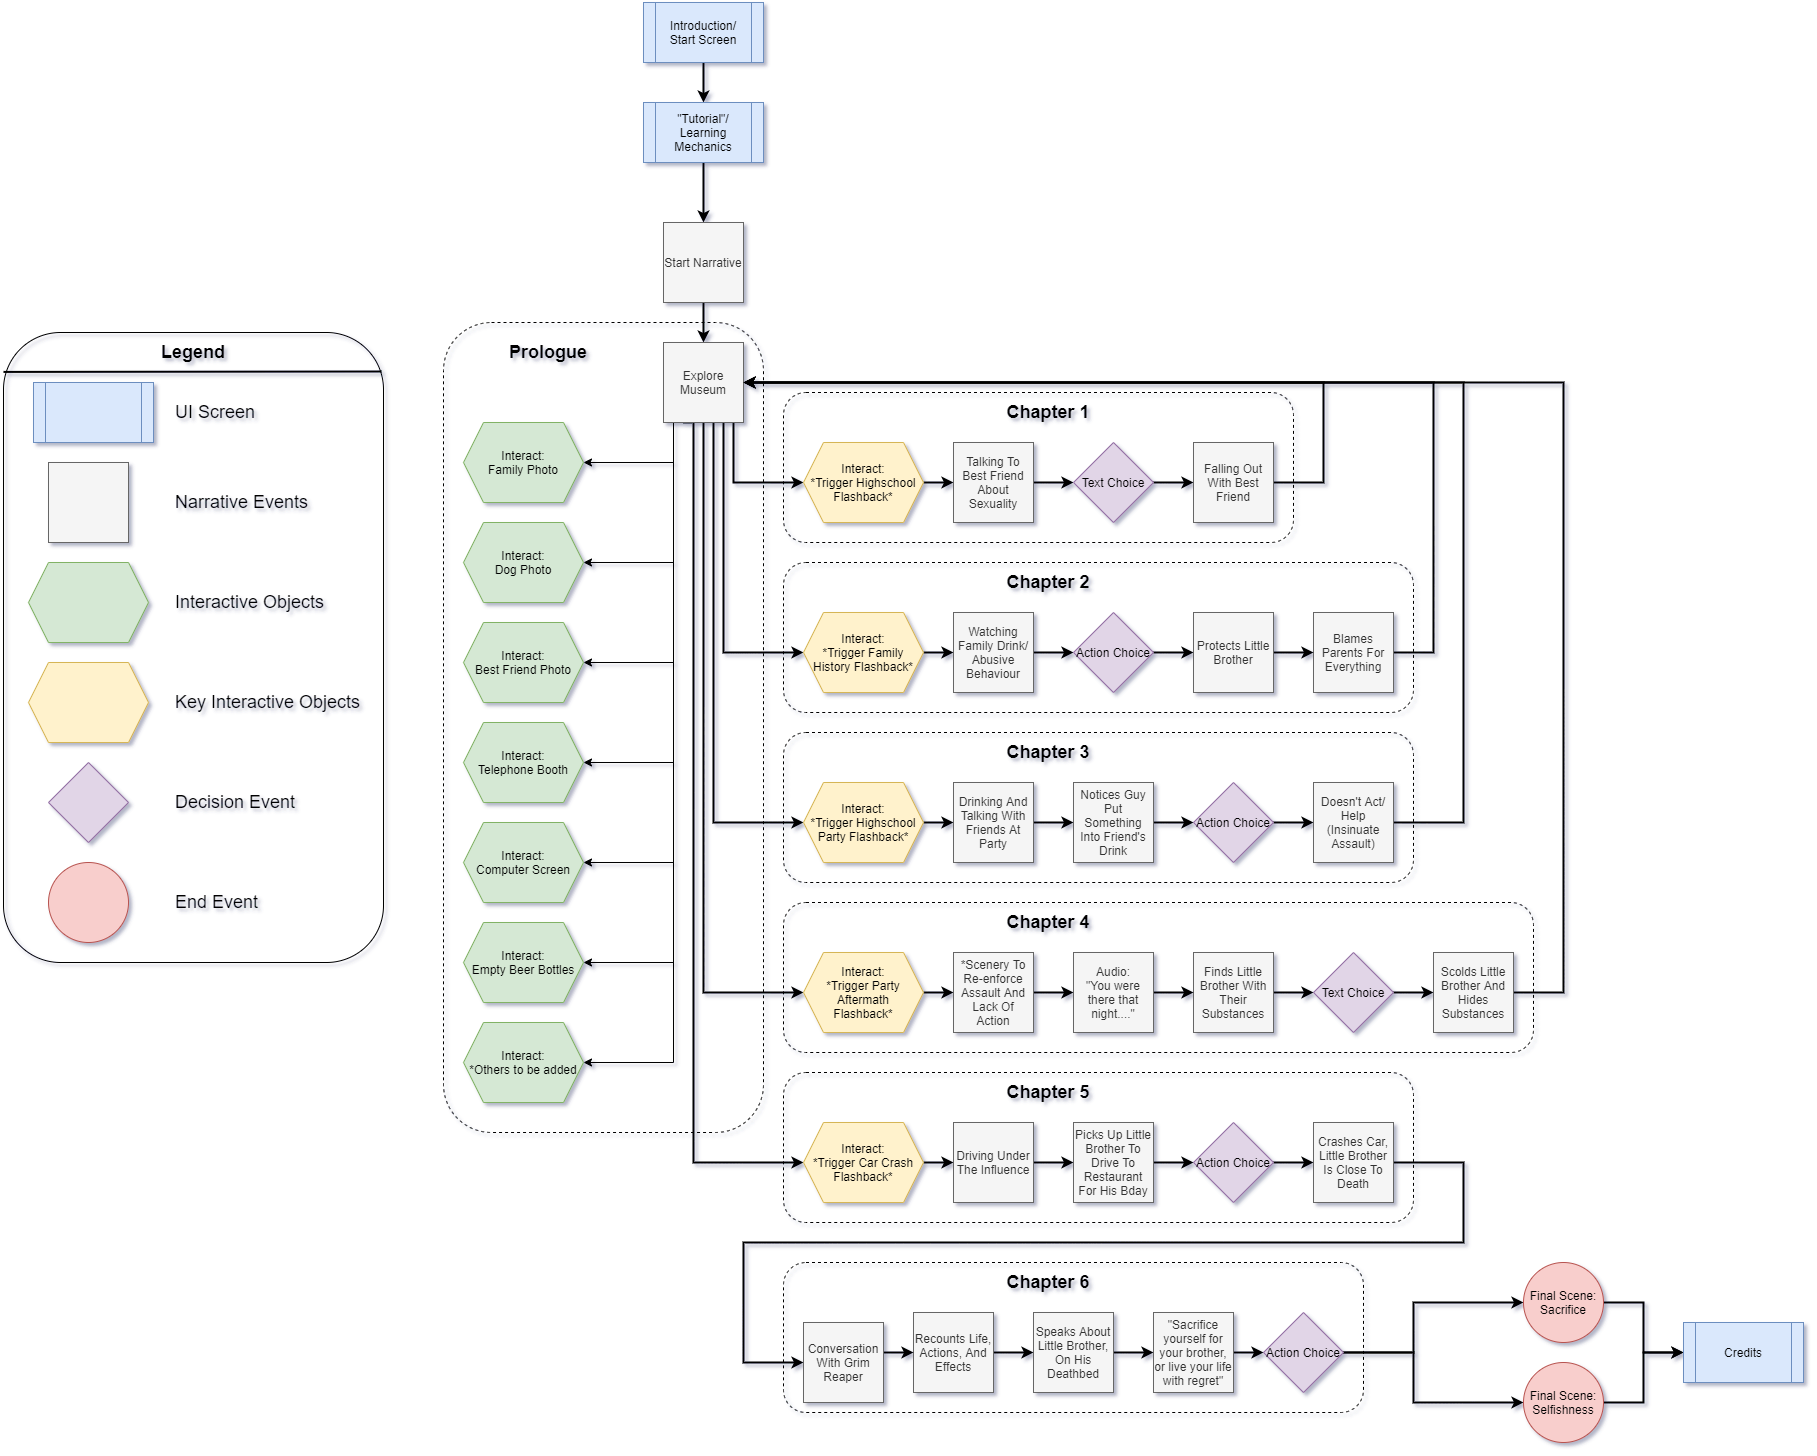 Introduction/
Start Screen
"Tutorial"/
Learning
Mechanics
Start Narrative
Legend
UI Screen
Narrative Events
Interactive Objects
Key Interactive Objects
Decision Event
End Event
Prologue
Explore
Museum
Interact:
Family Photo
Interact:
Dog Photo
Interact:
Best Friend Photo
Interact:
Telephone Booth
Interact:
Computer Screen
Interact:
Empty Beer Bottles
Interact:
*Others to be added
Chapter 1
Interact:
*Trigger Highschool
Flashback*
Talking To
Best Friend
About
Sexuality
Text Choice
Falling Out
With Best
Friend
Chapter 2
Interact:
*Trigger Family
History Flashback*
Watching
Family Drink/
Abusive
Behaviour
Action Choice
Protects Little
Brother
Blames
Parents For
Everything
Chapter 3
Interact:
*Trigger Highschool
Party Flashback*
Drinking And
Talking With
Friends At
Party
Notices Guy
Put
Something
Into Friend's
Drink
Action Choice
Doesn't Act/
Help
(Insinuate
Assault)
Chapter 4
Interact:
*Trigger Party
Aftermath
Flashback*
*Scenery To
Re-enforce
Assault And
Lack Of
Action
Audio:
"You were
there that
night...."
Finds Little
Brother With
Their
Substances
Text Choice
Scolds Little
Brother And
Hides
Substances
Chapter 5
Interact:
*Trigger Car Crash
Flashback*
Driving Under
The Influence
Picks Up Little
Brother To
Drive To
Restaurant
For His Bday
Action Choice
Crashes Car,
Little Brother
Is Close To
Death
Chapter 6
Conversation
With Grim
Reaper
Recounts Life,
Actions, And
Effects
Speaks About
Little Brother,
On His
Deathbed
"Sacrifice
yourself for
your brother,
or live your life
with regret"
Action Choice
Final Scene:
Sacrifice
Final Scene:
Selfishness
Credits